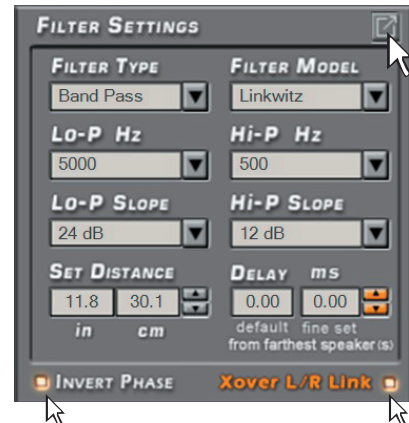 Filter Settings
Filter Type Filter Model
Band Pass Linkwitz
Lo-P Hz Hi-P Hz
5000 500
Lo-P Slope Hi-P Slope
24 dB 12 dB
Set Distance Delay ms
11.8 30.1 0.00 0.00
in cm default fine set
from farthest speaker(s)
Invert Phase Xover L/R Link